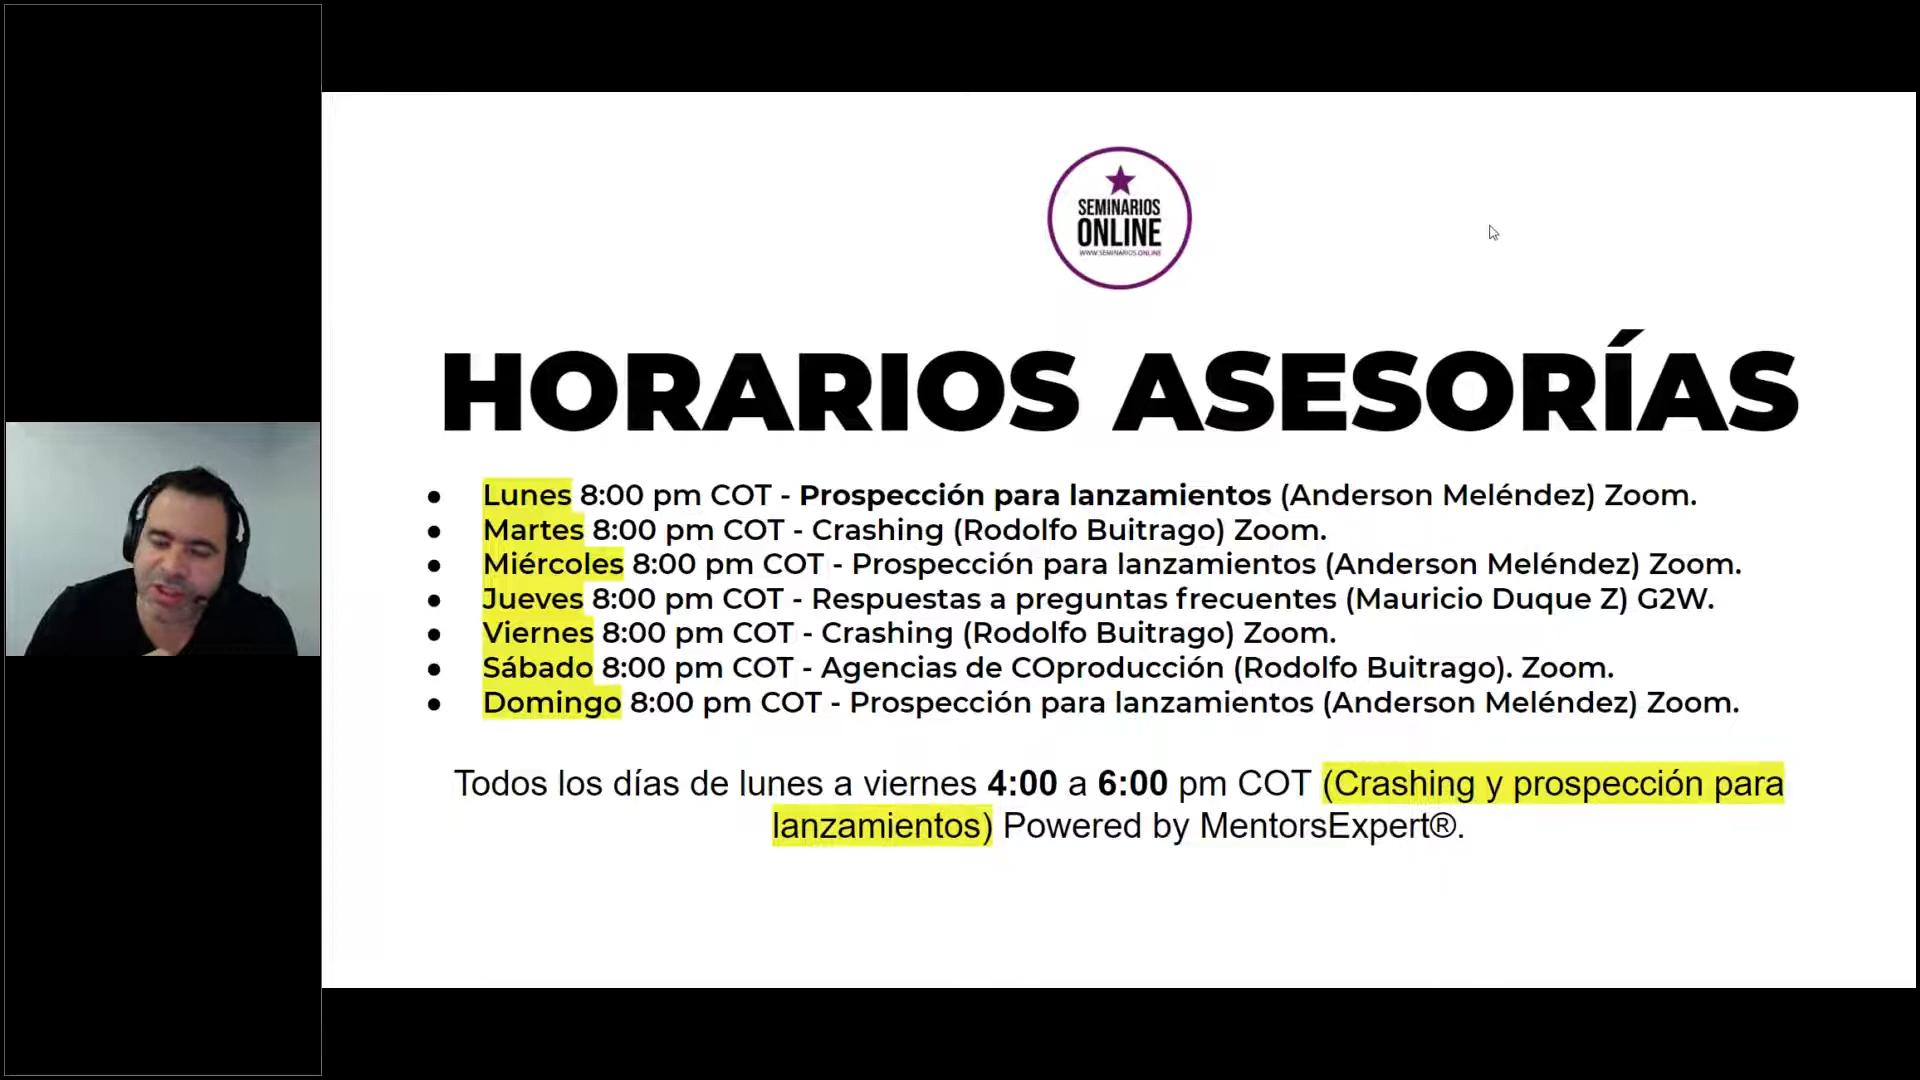 SEMINARIOS
ONLINE
WWW.SEMINARIOS.ONLINE
HORARIOS ASESORÍAS
● Lunes 8:00 pm COT - Prospección para lanzamientos (Anderson Meléndez) Zoom.
● Martes 8:00 pm COT - Crashing (Rodolfo Buitrago) Zoom.
● Miércoles 8:00 pm COT - Prospección para lanzamientos (Anderson Meléndez) Zoom.
● Jueves 8:00 pm COT - Respuestas a preguntas frecuentes (Mauricio Duque Z) G2W.
● Viernes 8:00 pm COT - Crashing (Rodolfo Buitrago) Zoom.
● Sábado 8:00 pm COT - Agencias de COproducción (Rodolfo Buitrago). Zoom.
● Domingo 8:00 pm COT - Prospección para lanzamientos (Anderson Meléndez) Zoom.
Todos los días de lunes a viernes 4:00 a 6:00 pm COT (Crashing y prospección para
lanzamientos) Powered by MentorsExpert®.